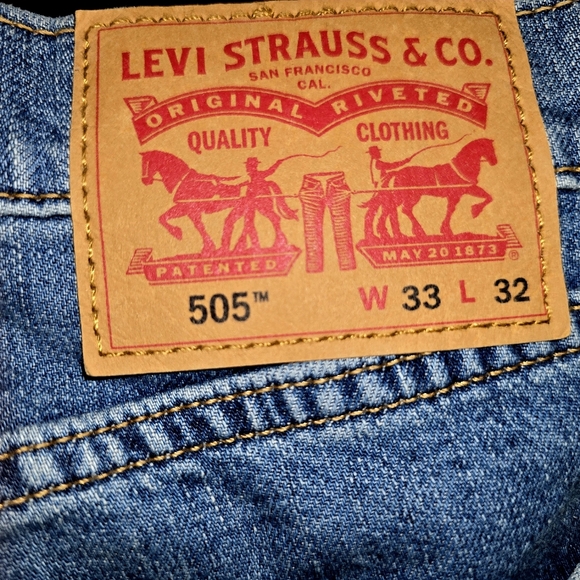 LEVI STRAUSS & CO.
SAN FRANCISCO
CAL.
ORIGINAL RIVETED
QUALITY CLOTHING
PATENTED MAY 20 1873 ®
505™ W 33 L 32